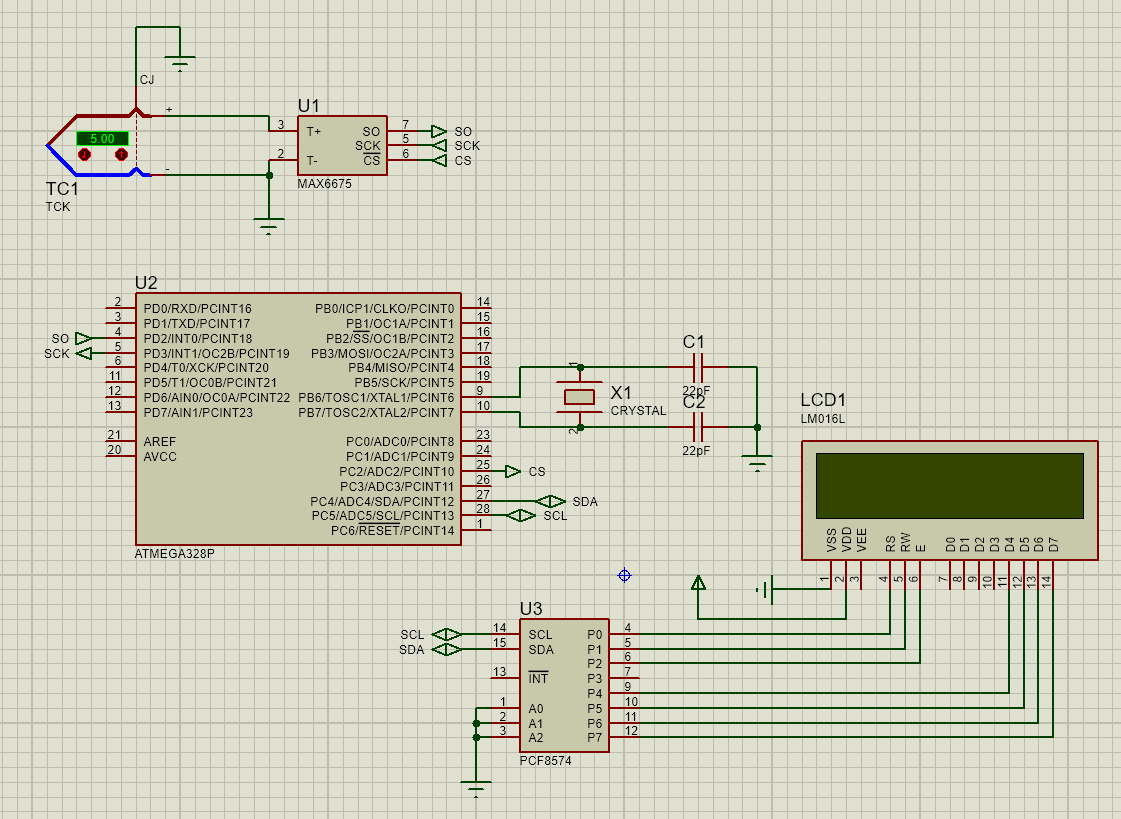 CJ
+
5.00
-
TC1
TCK
U1
3 T+ SO 7 SO
SCK 5 SCK
2 T- CS 6 CS
MAX6675
U2
2 PD0/RXD/PCINT16 PB0/ICP1/CLKO/PCINT0 14
3 PD1/TXD/PCINT17 PB1/OC1A/PCINT1 15
SO 4 PD2/INT0/PCINT18 PB2/SS/OC1B/PCINT2 16
SCK 5 PD3/INT1/OC2B/PCINT19 PB3/MOSI/OC2A/PCINT3 17
6 PD4/T0/XCK/PCINT20 PB4/MISO/PCINT4 18
11 PD5/T1/OC0B/PCINT21 PB5/SCK/PCINT5 19
12 PD6/AIN0/OC0A/PCINT22 PB6/TOSC1/XTAL1/PCINT6 9
13 PD7/AIN1/PCINT23 PB7/TOSC2/XTAL2/PCINT7 10
21 AREF PC0/ADC0/PCINT8 23
20 AVCC PC1/ADC1/PCINT9 24
PC2/ADC2/PCINT10 25 CS
PC3/ADC3/PCINT11 26
PC4/ADC4/SDA/PCINT12 27 SDA
PC5/ADC5/SCL/PCINT13 28 SCL
PC6/RESET/PCINT14 1
ATMEGA328P
1
X1
CRYSTAL
2
C1
22pF
C2
22pF
LCD1
LM016L
VSS VDD VEE RS RW E D0 D1 D2 D3 D4 D5 D6 D7
1 2 3 4 5 6 7 8 9 10 11 12 13 14
U3
SCL 14 SCL P0 4
SDA 15 SDA P1 5
P2 6
13 INT P3 7
P4 9
1 A0 P5 10
2 A1 P6 11
3 A2 P7 12
PCF8574